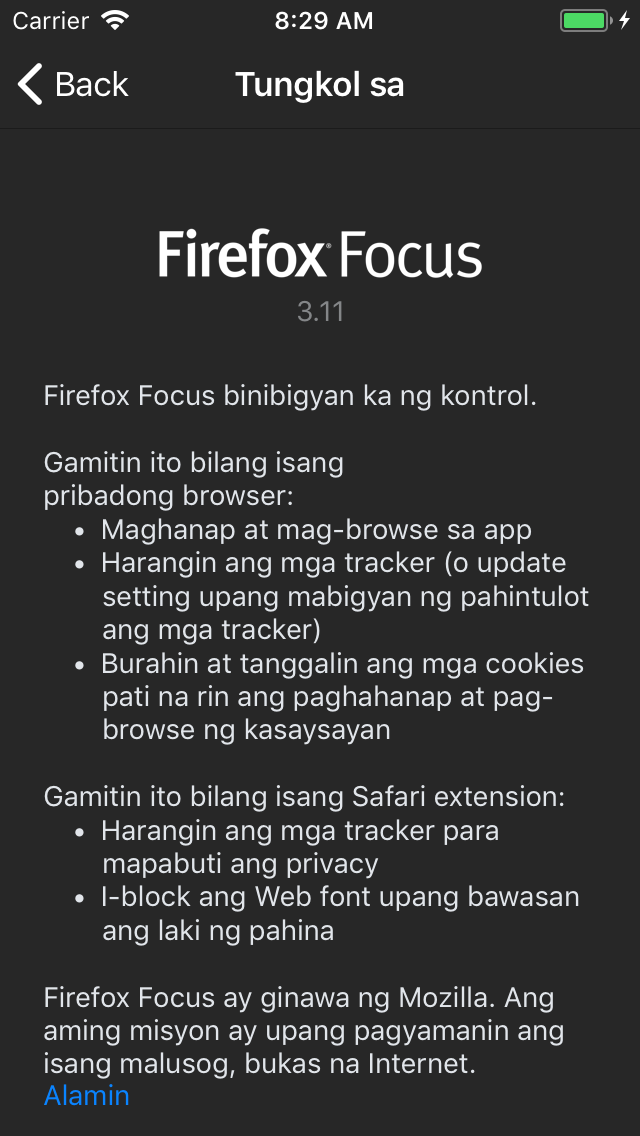 Carrier 8:29 AM
Back Tungkol sa
Firefox Focus
3.11
Firefox Focus binibigyan ka ng kontrol.
Gamitin ito bilang isang
pribadong browser:
• Maghanap at mag-browse sa app
• Harangin ang mga tracker (o update
setting upang mabigyan ng pahintulot
ang mga tracker)
• Burahin at tanggalin ang mga cookies
pati na rin ang paghahanap at pag-
browse ng kasaysayan
Gamitin ito bilang isang Safari extension:
• Harangin ang mga tracker para
mapabuti ang privacy
• I-block ang Web font upang bawasan
ang laki ng pahina
Firefox Focus ay ginawa ng Mozilla. Ang
aming misyon ay upang pagyamanin ang
isang malusog, bukas na Internet.
Alamin